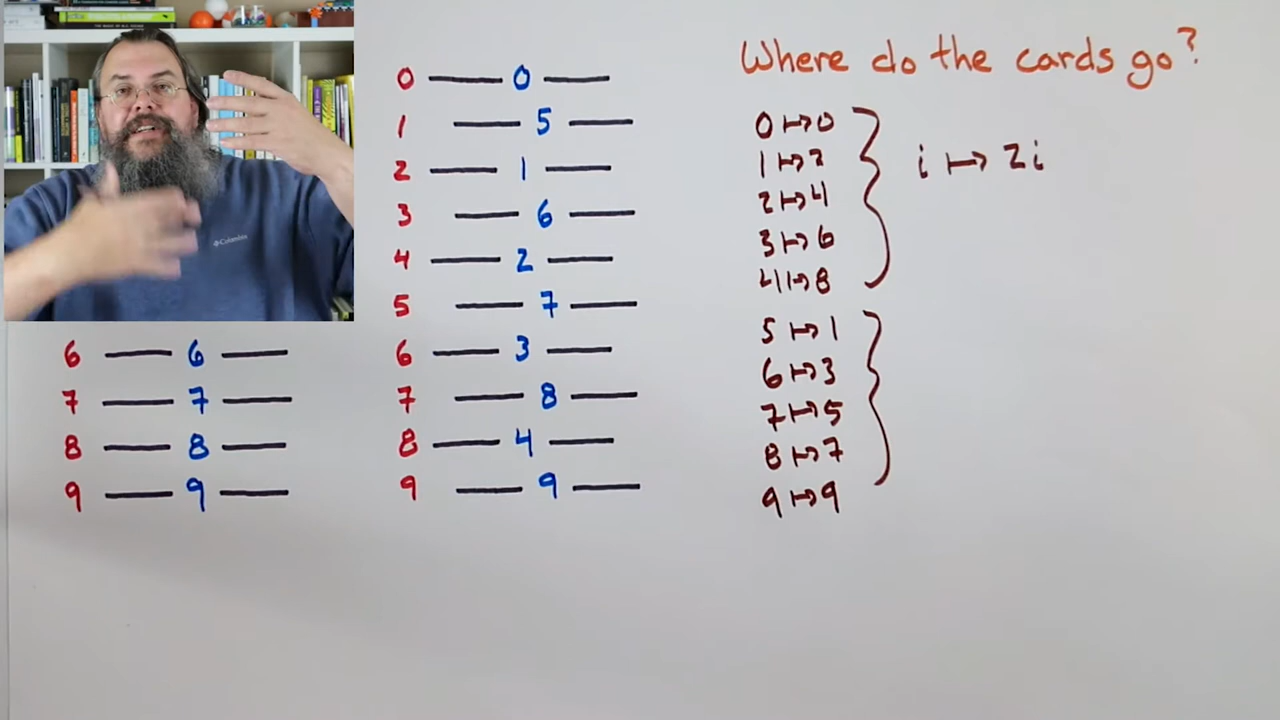 Where do the cards go?
0 — 0 —
1 — 5 —
2 — 1 —
3 — 6 —
4 — 2 —
5 — 7 —
6 — 3 —
7 — 8 —
8 — 4 —
9 — 9 —
6 — 6 —
7 — 7 —
8 — 8 —
9 — 9 —
0 ↦ 0
1 ↦ 2
2 ↦ 4
3 ↦ 6
4 ↦ 8
i ↦ 2i
5 ↦ 1
6 ↦ 3
7 ↦ 5
8 ↦ 7
9 ↦ 9
Columbia